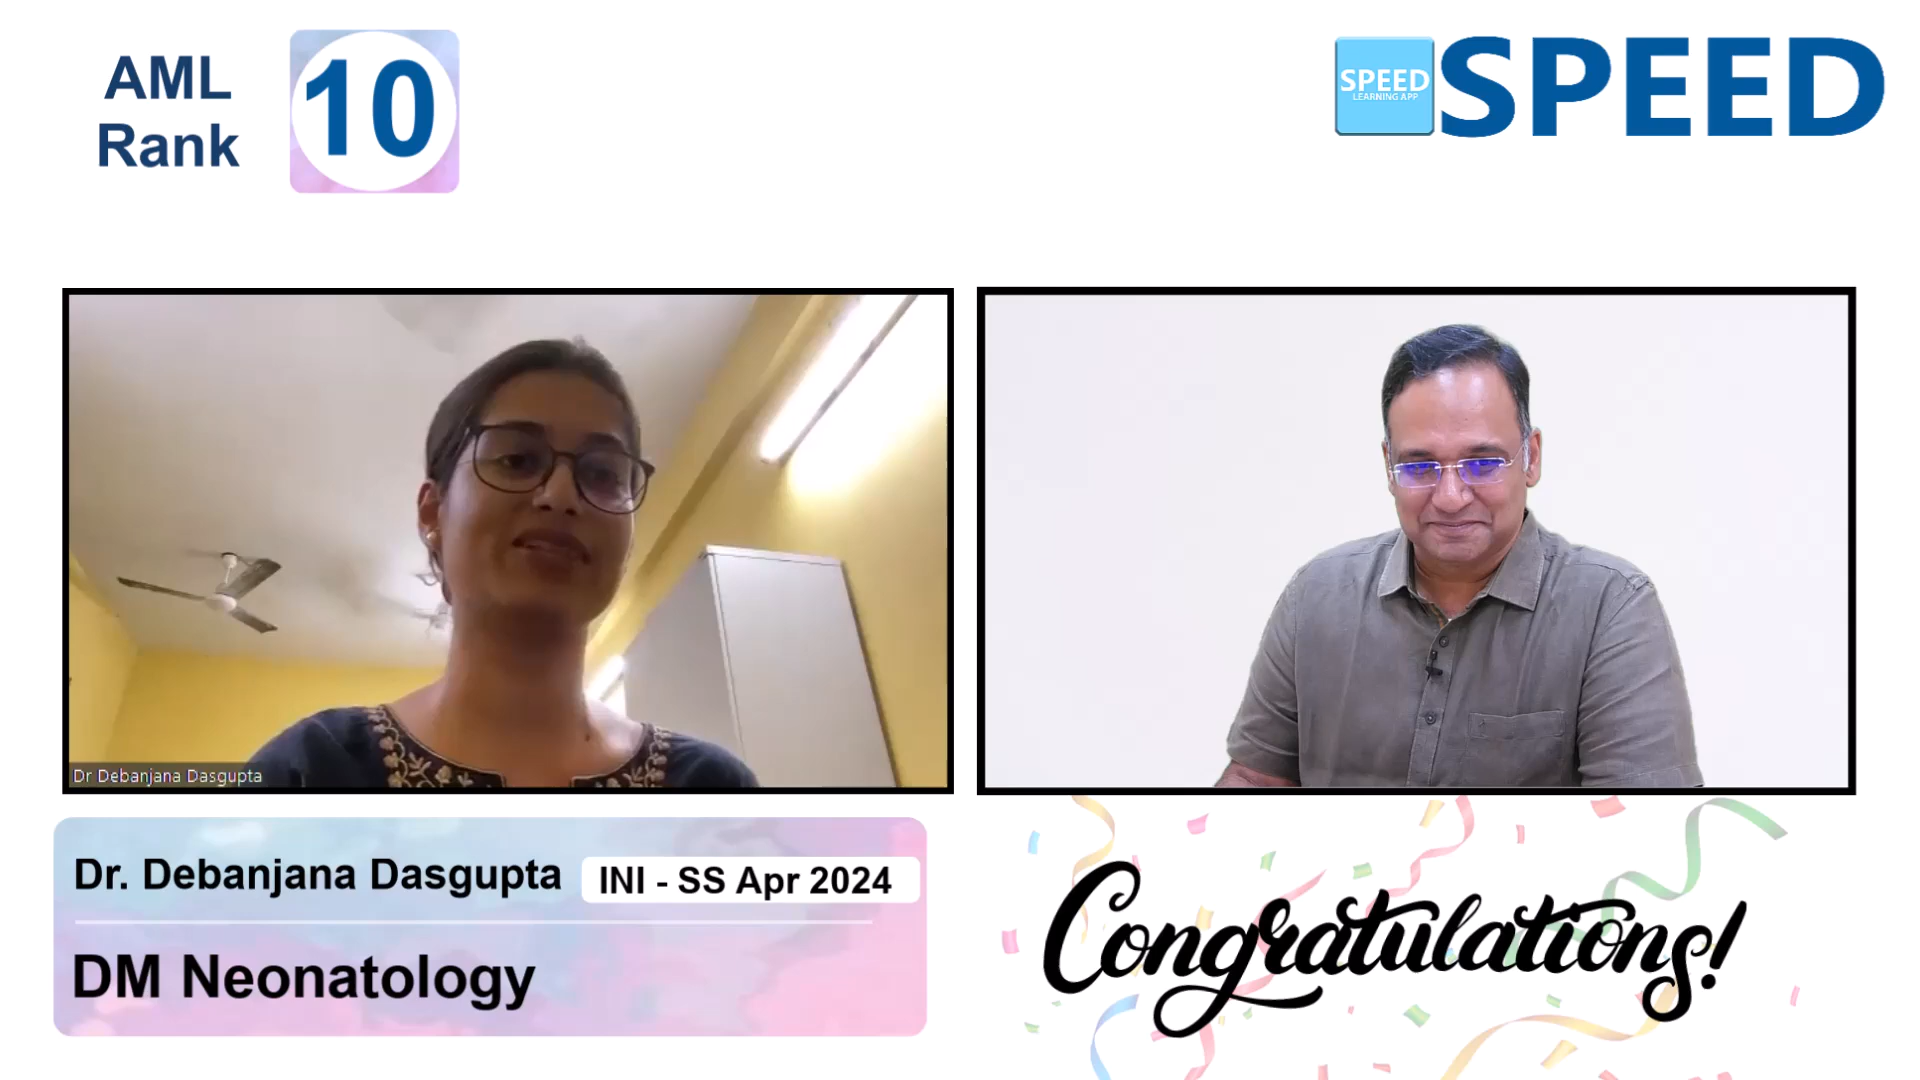 AML
Rank
10
SPEED
LEARNING APP
SPEED
Dr Debanjana Dasgupta
Dr. Debanjana Dasgupta
INI - SS Apr 2024
DM Neonatology
Congratulations!